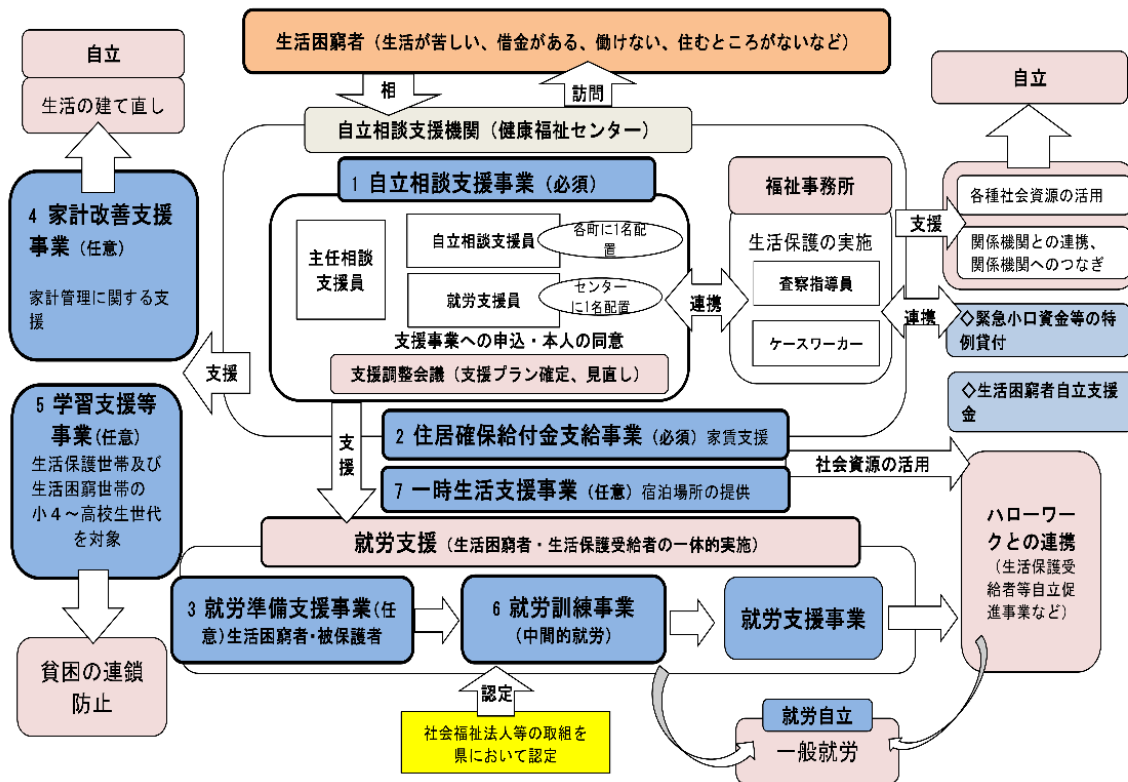 生活困窮者（生活が苦しい、借金がある、働けない、住むところがないなど）
相
訪問
自立
生活の建て直し
自立
自立相談支援機関（健康福祉センター）
1 自立相談支援事業（必須）
主任相談
支援員
自立相談支援員
各町に1名配
置
就労支援員
センター
に1名配置
支援事業への申込・本人の同意
支援調整会議（支援プラン確定、見直し）
連携
福祉事務所
生活保護の実施
査察指導員
ケースワーカー
支援
各種社会資源の活用
関係機関との連携、
関係機関へのつなぎ
連携
◇緊急小口資金等の特
例貸付
◇生活困窮者自立支援
金
4 家計改善支援
事業（任意）
家計管理に関する支
援
支援
5 学習支援等
事業（任意）
生活保護世帯及び
生活困窮世帯の
小４～高校生世代
を対象
貧困の連鎖
防止
支
援
2 住居確保給付金支給事業（必須）家賃支援
7 一時生活支援事業（任意）宿泊場所の提供
社会資源の活用
就労支援（生活困窮者・生活保護受給者の一体的実施）
3 就労準備支援事業（任
意）生活困窮者・被保護者
6 就労訓練事業
（中間的就労）
就労支援事業
ハローワー
クとの連携
（生活保護受
給者等自立促
進事業など）
認定
社会福祉法人等の取組を
県において認定
就労自立
一般就労